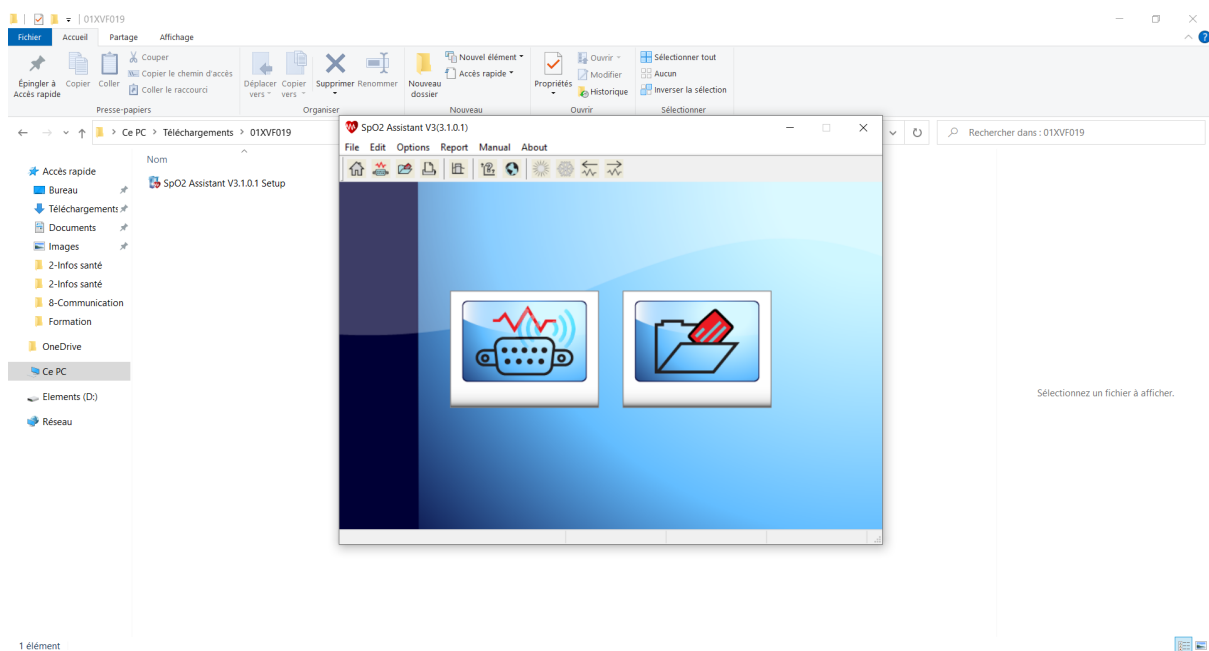 01XVF019
Fichier Accueil Partage Affichage
Épingler à Accès rapide
Copier
Coller
Couper
Copier le chemin d'accès
Coller le raccourci
Presse-papiers
Déplacer vers
Copier vers
Supprimer
Renommer
Organiser
Nouveau dossier
Nouvel élément
Accès rapide
Nouveau
Propriétés
Ouvrir
Modifier
Historique
Ouvrir
Sélectionner tout
Aucun
Inverser la sélection
Sélectionner
Ce PC > Téléchargements > 01XVF019
Rechercher dans : 01XVF019
Accès rapide
Bureau
Téléchargements
Documents
Images
2-Infos santé
2-Infos santé
8-Communication
Formation
OneDrive
Ce PC
Elements (D:)
Réseau
Nom
SpO2 Assistant V3.1.0.1 Setup
SpO2 Assistant V3(3.1.0.1)
File Edit Options Report Manual About
Sélectionnez un fichier à afficher.
1 élément